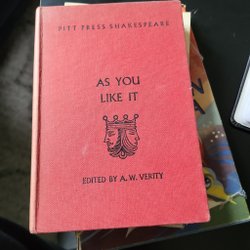 PITT PRESS SHAKESPEARE
AS YOU
LIKE IT
EDITED BY A. W. VERITY